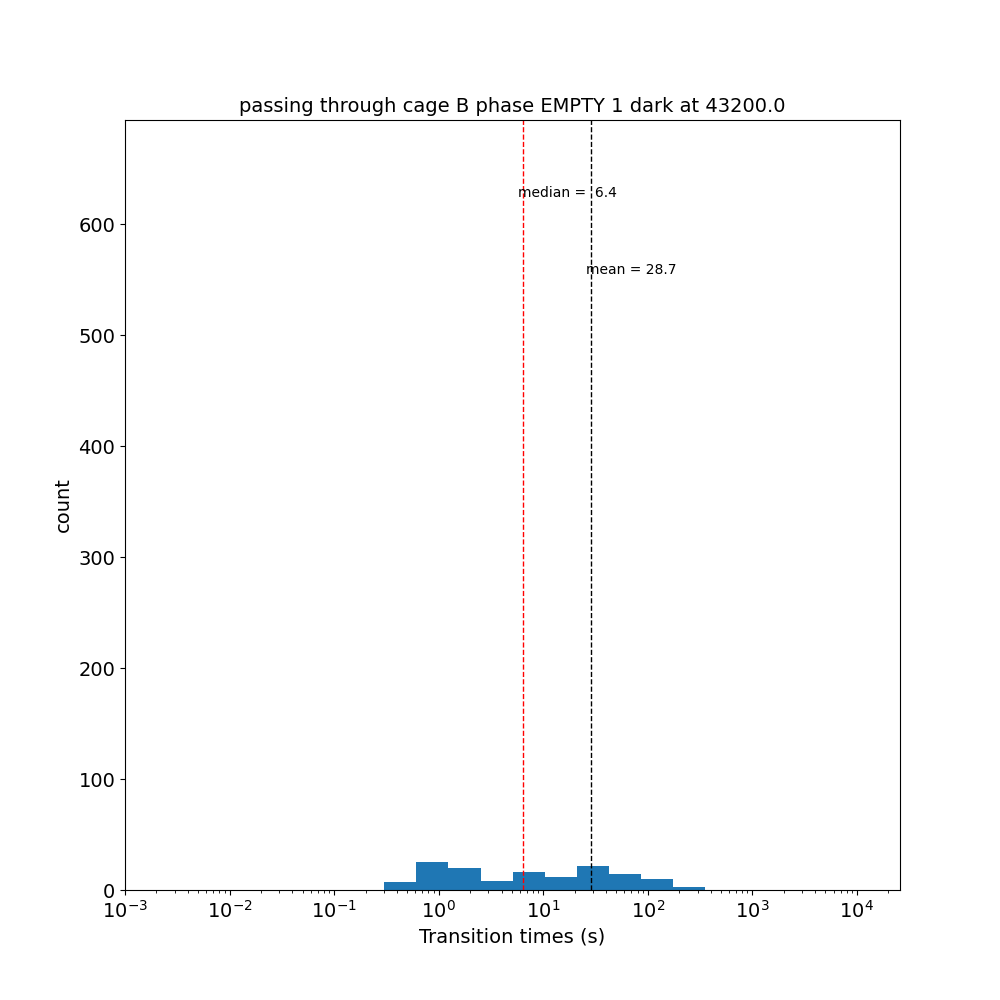 passing through cage B phase EMPTY 1 dark at 43200.0
median = 6.4
mean = 28.7
600
500
400
300
200
100
0
count
10⁻³ 10⁻² 10⁻¹ 10⁰ 10¹ 10² 10³ 10⁴
Transition times (s)